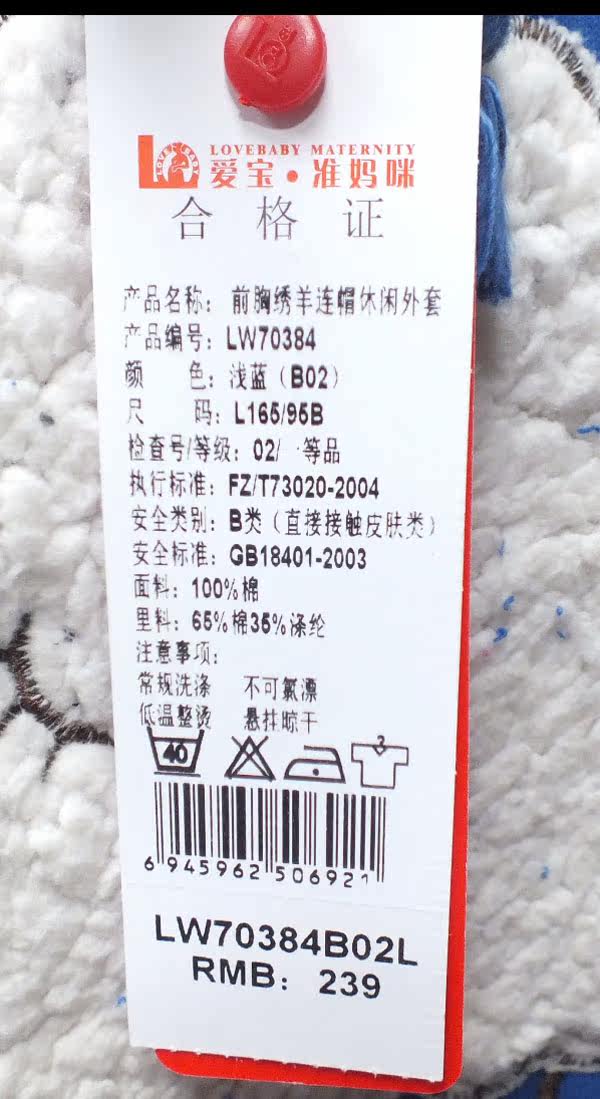 LOVEBABY MATERNITY
爱宝•准妈咪
合格证
产品名称：前胸绣羊连帽休闲外套
产品编号：LW70384
颜 色：浅蓝（B02）
尺 码：L165/95B
检查号/等级：02/一等品
执行标准：FZ/T73020-2004
安全类别：B类（直接接触皮肤类）
安全标准：GB18401-2003
面料：100%棉
里料：65%棉35%涤纶
注意事项：
常规洗涤 不可氯漂
低温整烫 悬挂晾干
40
6 945962 506921
LW70384B02L
RMB：239